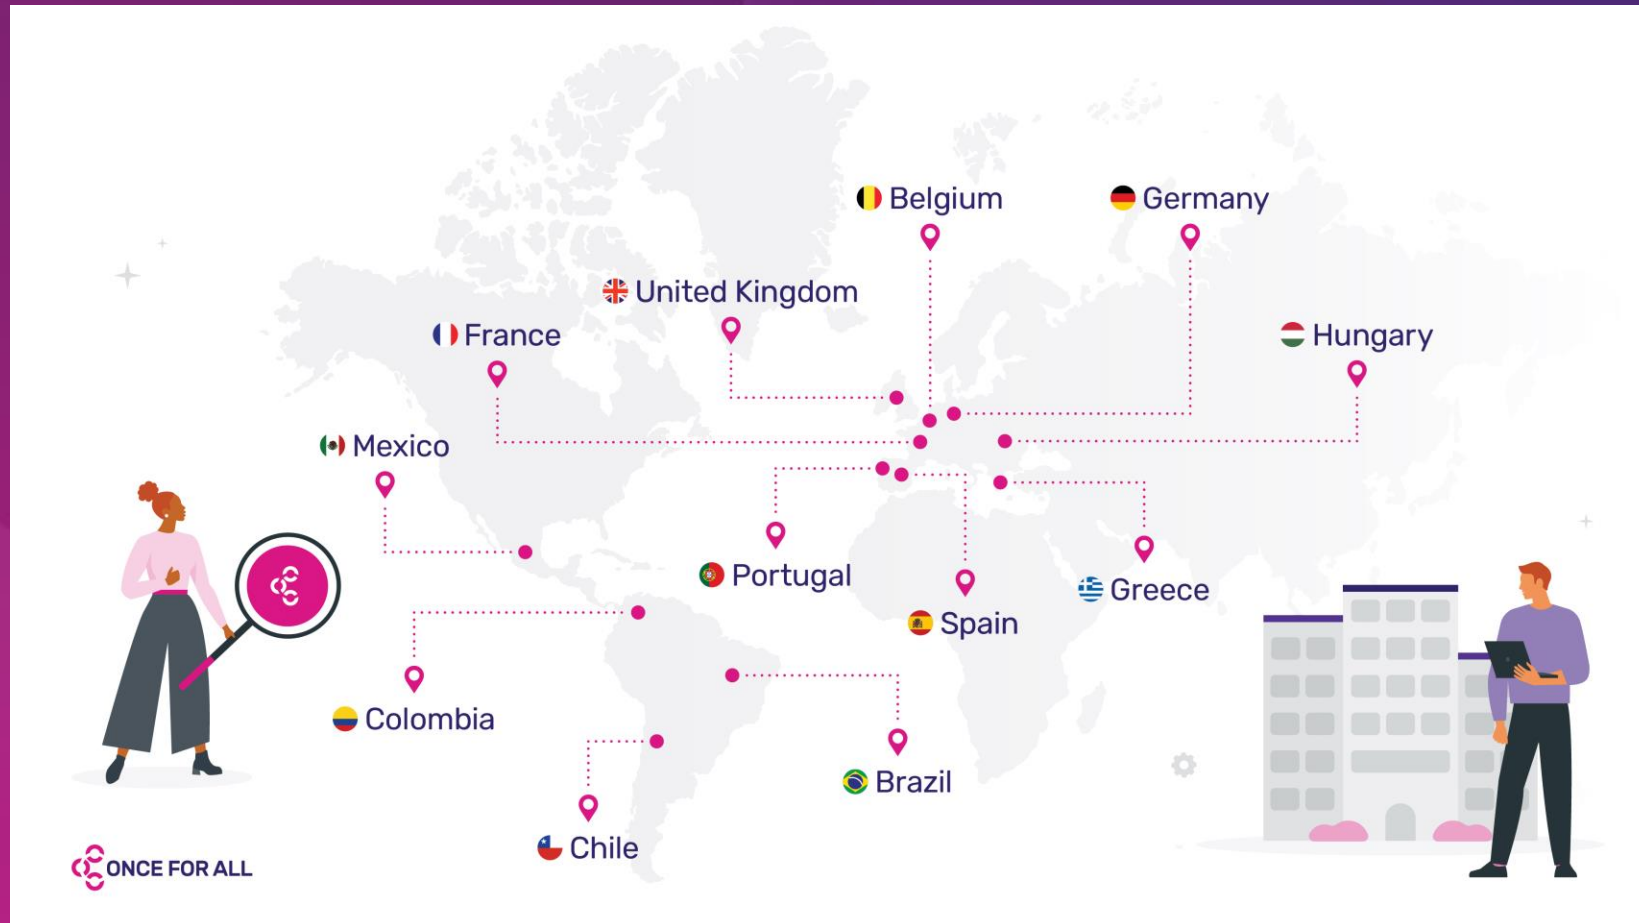 Belgium
Germany
United Kingdom
France
Hungary
Mexico
Portugal
Greece
Spain
Colombia
Brazil
Chile
ONCE FOR ALL